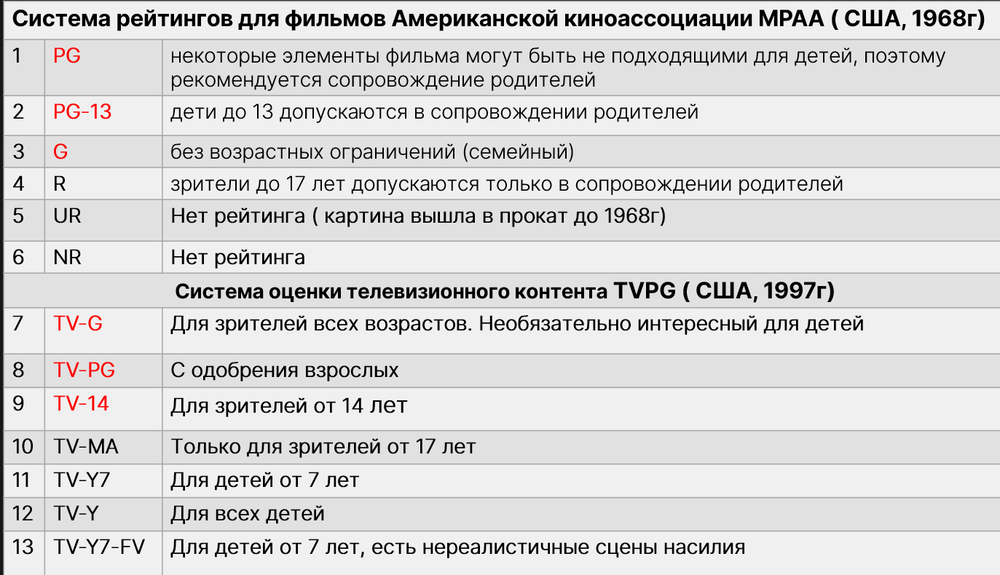 Система рейтингов для фильмов Американской киноассоциации MPAA ( США, 1968г)
1 PG некоторые элементы фильма могут быть не подходящими для детей, поэтому
рекомендуется сопровождение родителей
2 PG-13 дети до 13 допускаются в сопровождении родителей
3 G без возрастных ограничений (семейный)
4 R зрители до 17 лет допускаются только в сопровождении родителей
5 UR Нет рейтинга ( картина вышла в прокат до 1968г)
6 NR Нет рейтинга
Система оценки телевизионного контента TVPG ( США, 1997г)
7 TV-G Для зрителей всех возрастов. Необязательно интересный для детей
8 TV-PG С одобрения взрослых
9 TV-14 Для зрителей от 14 лет
10 TV-MA Только для зрителей от 17 лет
11 TV-Y7 Для детей от 7 лет
12 TV-Y Для всех детей
13 TV-Y7-FV Для детей от 7 лет, есть нереалистичные сцены насилия